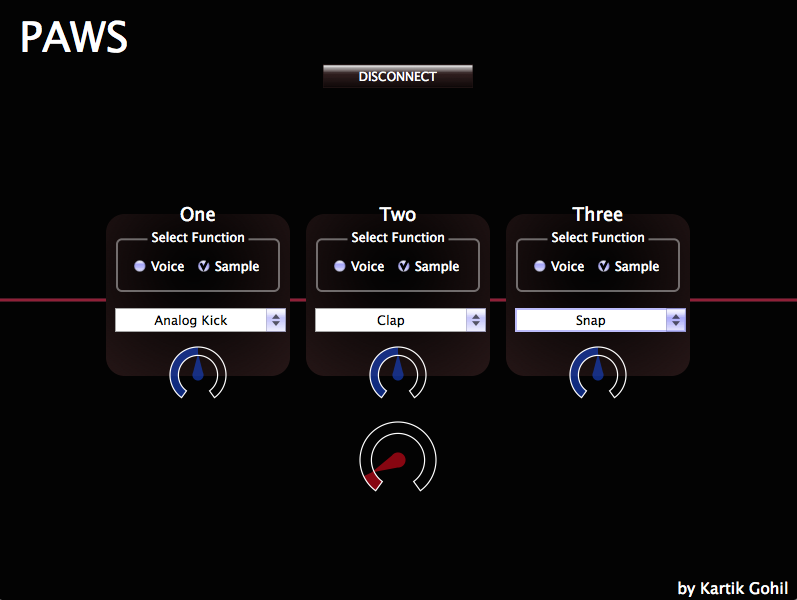 PAWS
DISCONNECT
One Two Three
Select Function Select Function Select Function
Voice Sample Voice Sample Voice Sample
Analog Kick Clap Snap
by Kartik Gohil